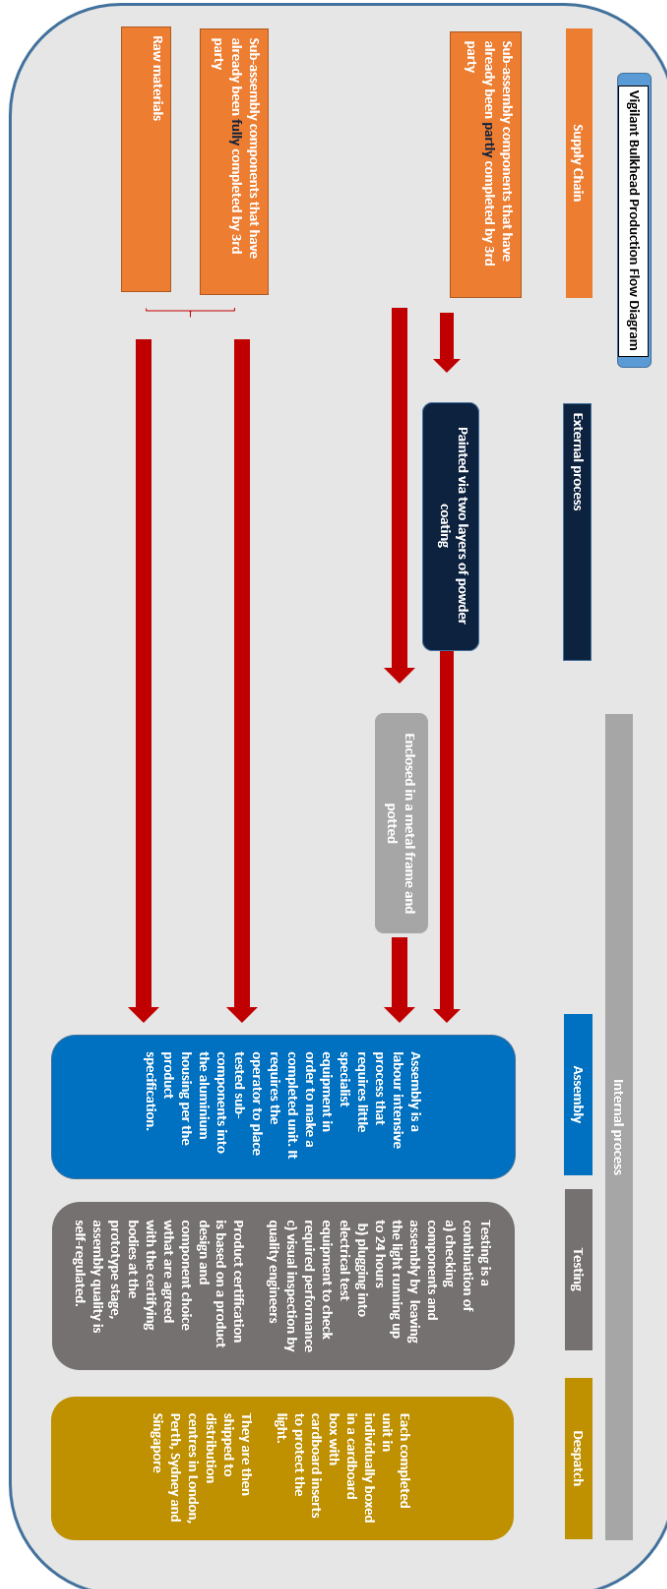 Vigilant Bulkhead Production Flow Diagram
Supply Chain
External process
Internal process
Assembly
Testing
Despatch
Sub-assembly components that have
already been partly completed by 3rd
party
Painted via two layers of powder
coating
Enclosed in a metal frame and
potted
Sub-assembly components that have
already been fully completed by 3rd
party
Raw materials
Assembly is a
labour intensive
process that
requires little
specialist
equipment in
order to make a
completed unit. It
requires the
operator to place
tested sub-
components into
the aluminium
housing per the
product
specification.
Testing is a
combination of
a) checking
components and
assembly by leaving
the light running up
to 24 hours
b) plugging into
electrical test
equipment to check
required performance
c) visual inspection by
quality engineers
Product certification
is based on a product
design and
component choice
wthat are agreed
with the certifying
bodies at the
prototype stage,
assembly quality is
self-regulated.
Each completed
unit in
individually boxed
in a cardboard
box with
cardboard inserts
to protect the
light.
They are then
shipped to
distribution
centres in London,
Perth, Sydney and
Singapore